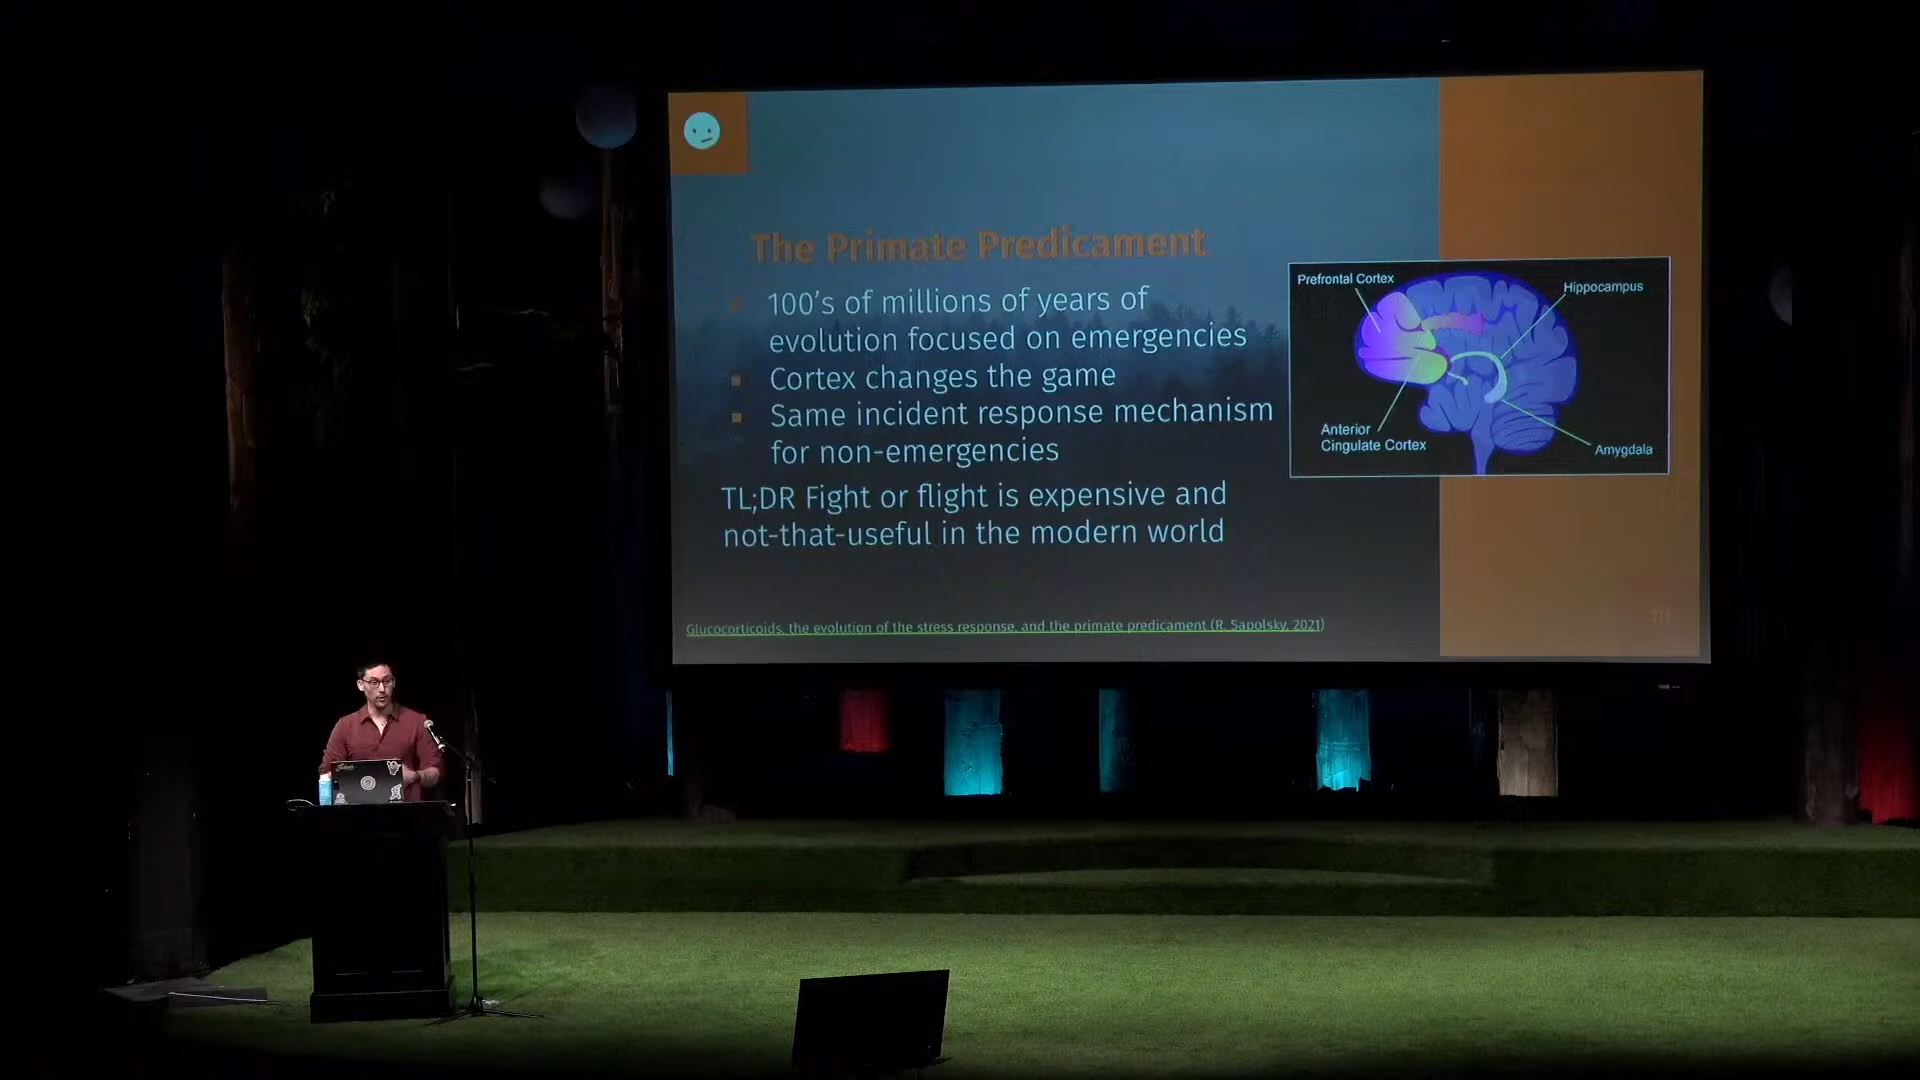 The Primate Predicament
100's of millions of years of
evolution focused on emergencies
Cortex changes the game
Same incident response mechanism
for non-emergencies
TL;DR Fight or flight is expensive and
not-that-useful in the modern world
Glucocorticoids, the evolution of the stress response, and the primate predicament (R. Sapolsky, 2021)
Prefrontal Cortex
Hippocampus
Anterior
Cingulate Cortex
Amygdala